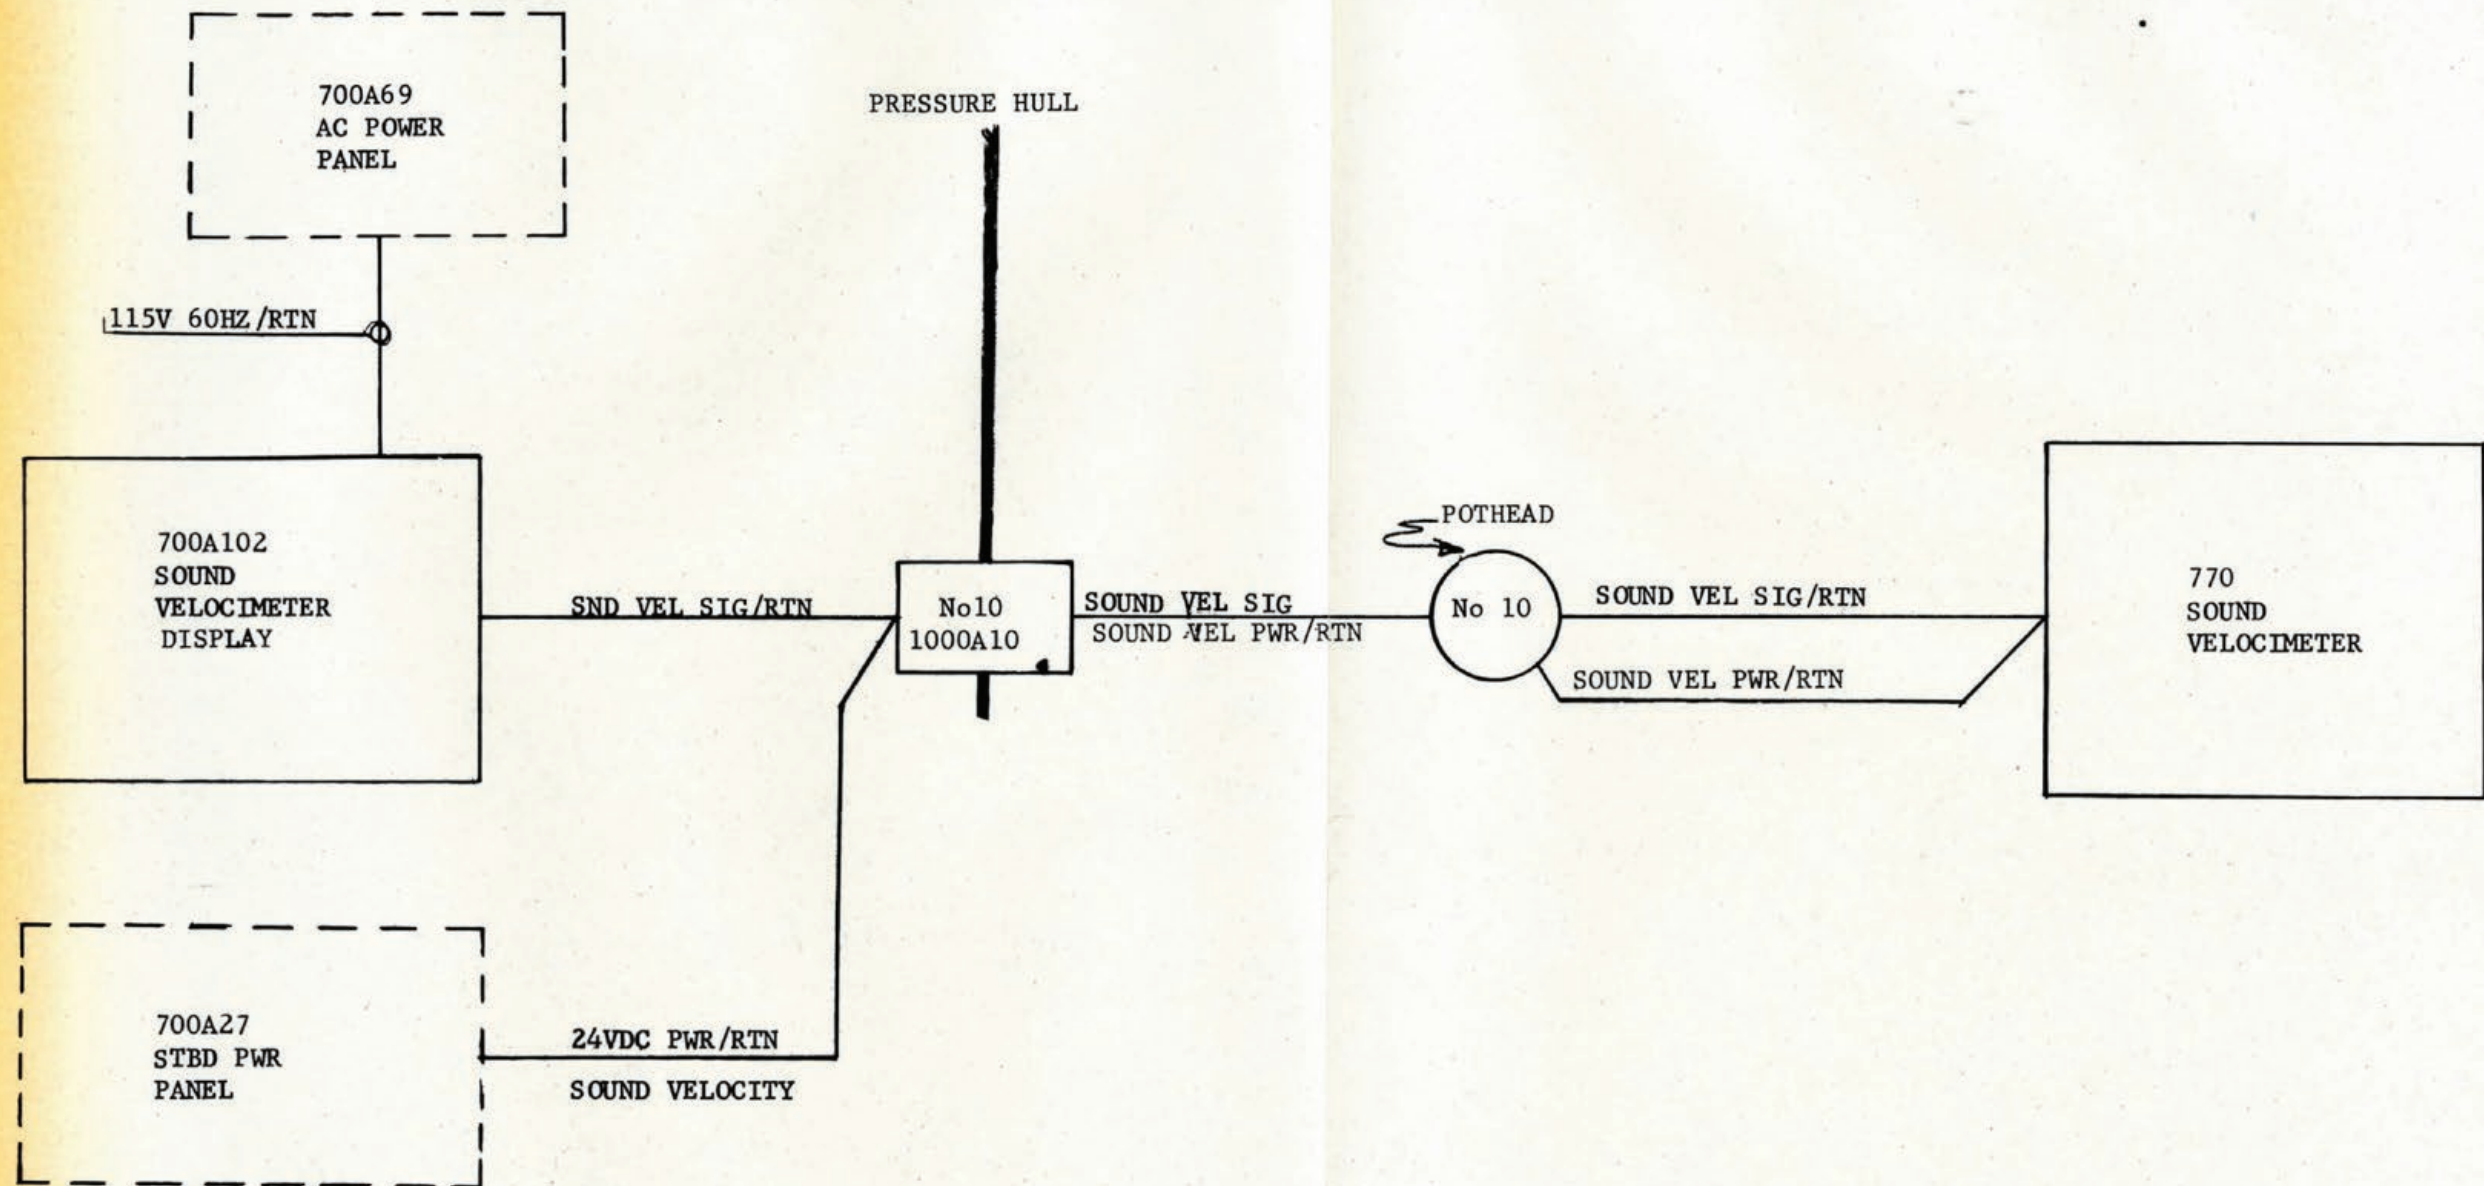 700A69
AC POWER
PANEL
PRESSURE HULL
115V 60HZ/RTN
700A102
SOUND
VELOCIMETER
DISPLAY
SND VEL SIG/RTN
No10
1000A10
SOUND VEL SIG
SOUND VEL PWR/RTN
POTHEAD
No 10
SOUND VEL SIG/RTN
SOUND VEL PWR/RTN
770
SOUND
VELOCIMETER
700A27
STBD PWR
PANEL
24VDC PWR/RTN
SOUND VELOCITY